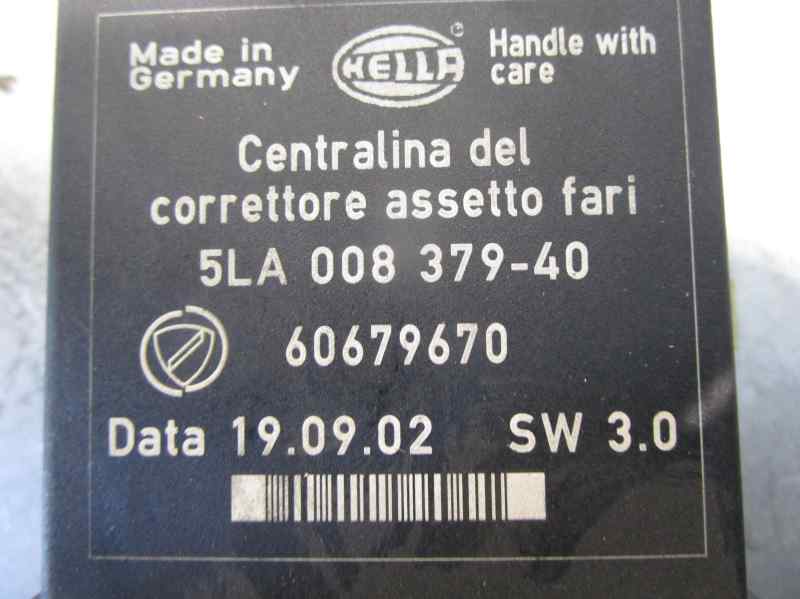 Made in
Germany
HELLA
Handle with
care
Centralina del
correttore assetto fari
5LA 008 379-40
60679670
Data 19.09.02 SW 3.0